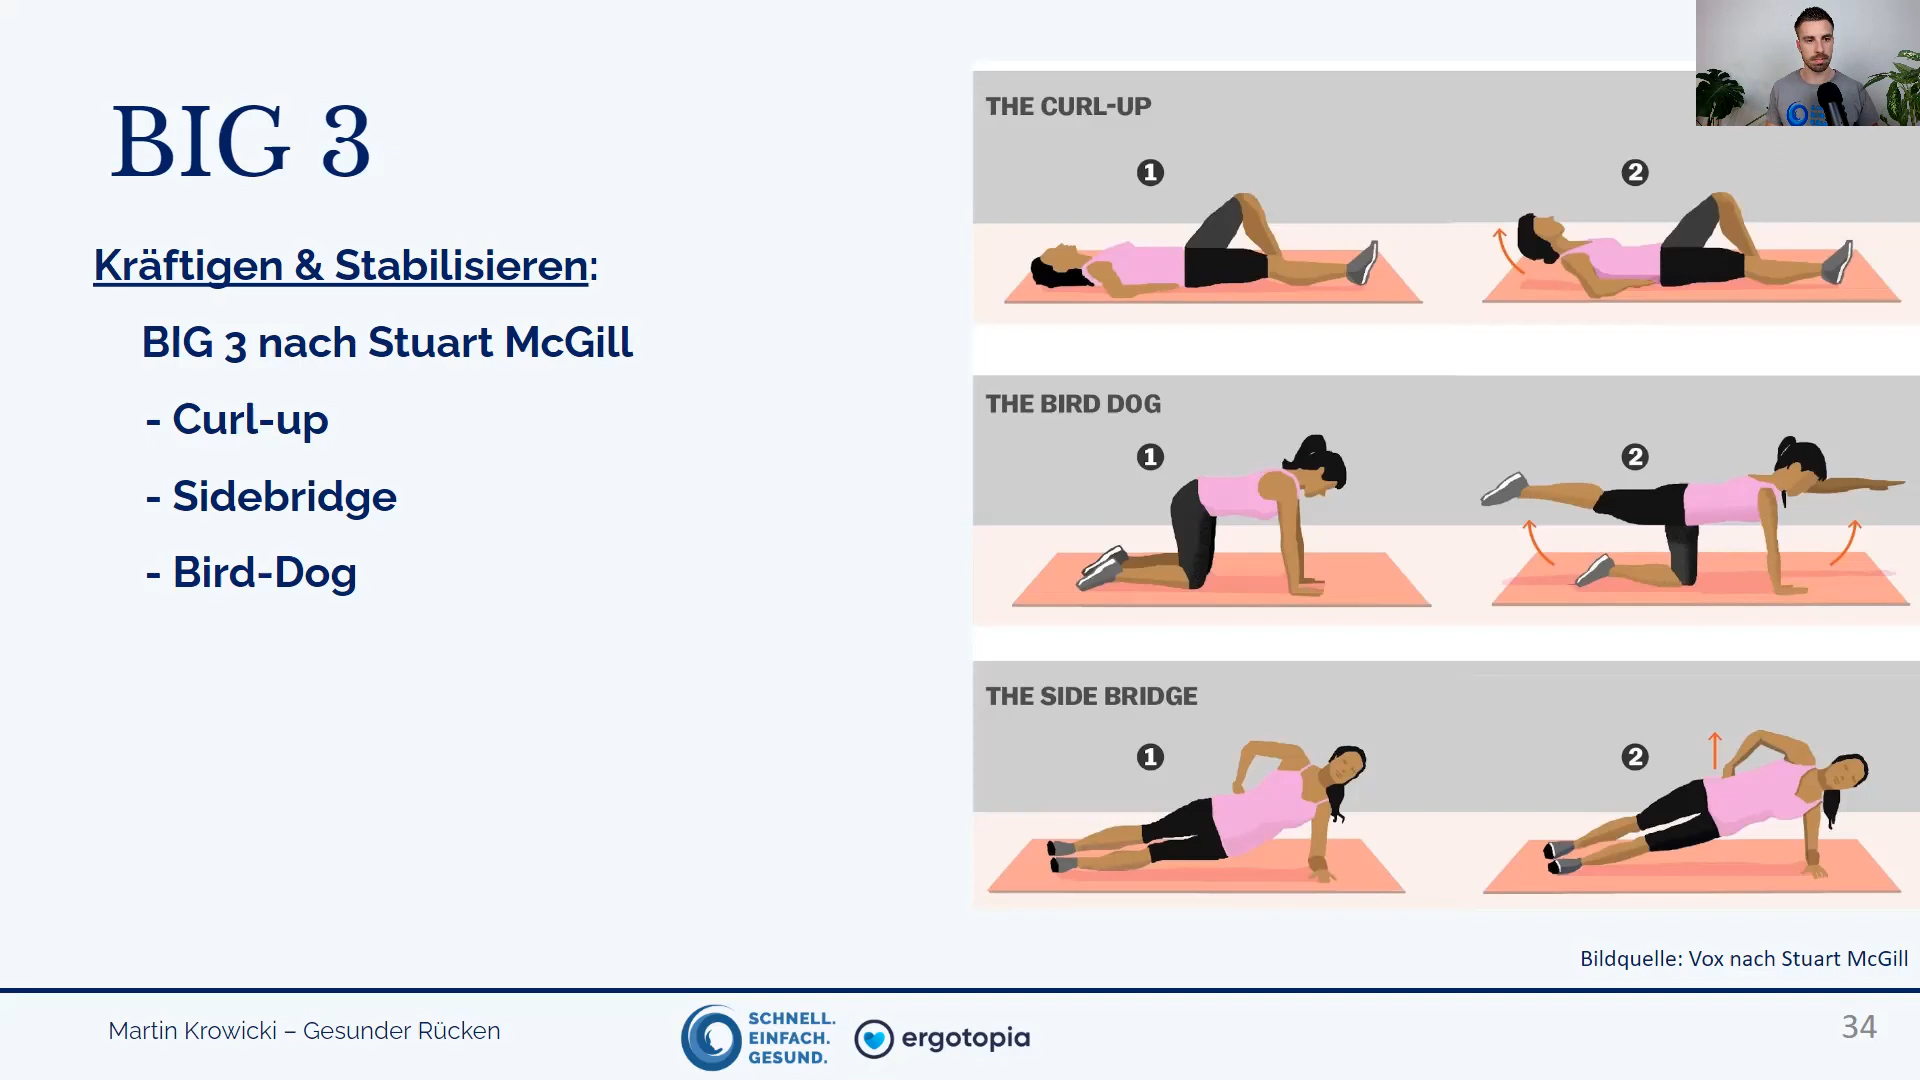 BIG 3
Kräftigen & Stabilisieren:
BIG 3 nach Stuart McGill
- Curl-up
- Sidebridge
- Bird-Dog
THE CURL-UP
1
2
THE BIRD DOG
1
2
THE SIDE BRIDGE
1
2
Bildquelle: Vox nach Stuart McGill
Martin Krowicki – Gesunder Rücken
SCHNELL.
EINFACH.
GESUND.
ergotopia
34